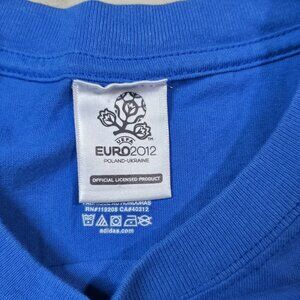 UEFA
EURO2012
POLAND-UKRAINE
OFFICIAL LICENSED PRODUCT
RN#119208 CA#40312
adidas.com